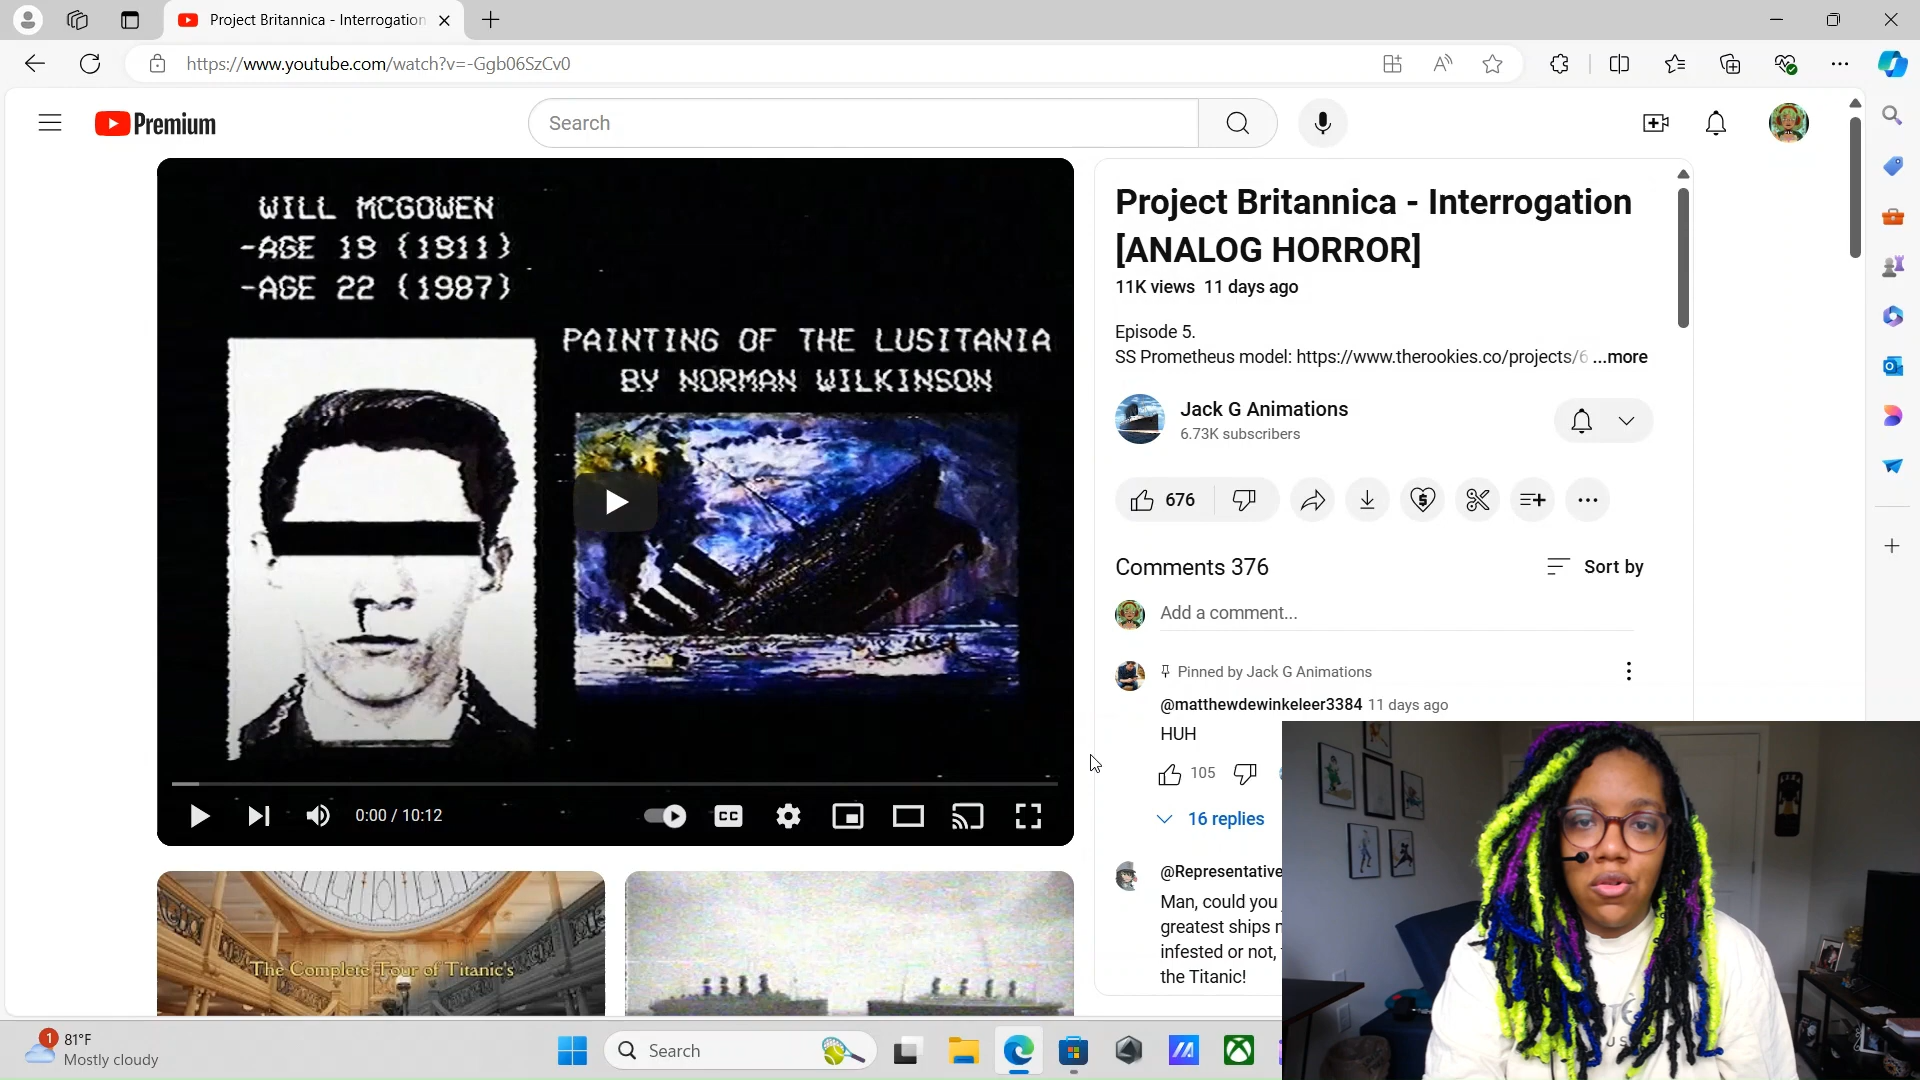 Project Britannica - Interrogation
https://www.youtube.com/watch?v=-Ggb06SzCv0
Premium
Search
WILL MCGOWEN
-AGE 19 (1911)
-AGE 22 (1987)
PAINTING OF THE LUSITANIA
BY NORMAN WILKINSON
0:00 / 10:12
CC
The Complete Tour of Titanic's
Project Britannica - Interrogation
[ANALOG HORROR]
11K views 11 days ago
Episode 5.
SS Prometheus model: https://www.therookies.co/projects/6 ...more
Jack G Animations
6.73K subscribers
676
Comments 376
Sort by
Add a comment...
Pinned by Jack G Animations
@matthewdewinkeleer3384 11 days ago
HUH
105
16 replies
@Representative
Man, could you
greatest ships
infested or not,
the Titanic!
1
81°F
Mostly cloudy
Search